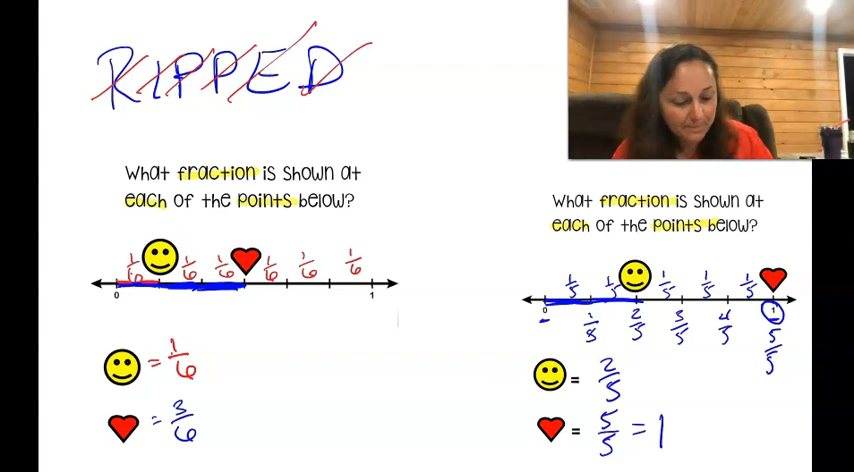 RIPPED
What fraction is shown at
each of the points below?
1/6 1/6 1/6 1/6 1/6 1/6
0 1
= 1/6
= 3/6
What fraction is shown at
each of the points below?
1/5 1/5 1/5 1/5 1/5
0 1
1/5 2/5 3/5 4/5 5/5
= 2/5
= 5/5 = 1